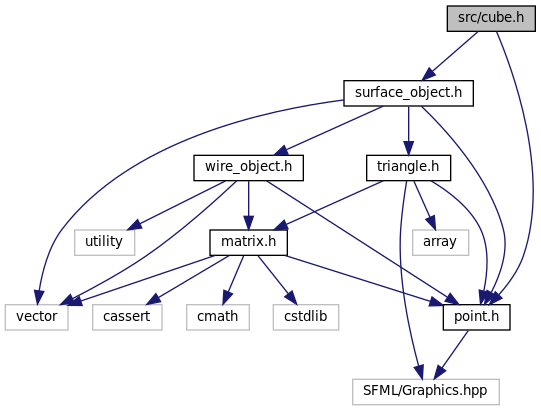 src/cube.h
surface_object.h
wire_object.h
triangle.h
utility
matrix.h
array
vector
cassert
cmath
cstdlib
point.h
SFML/Graphics.hpp